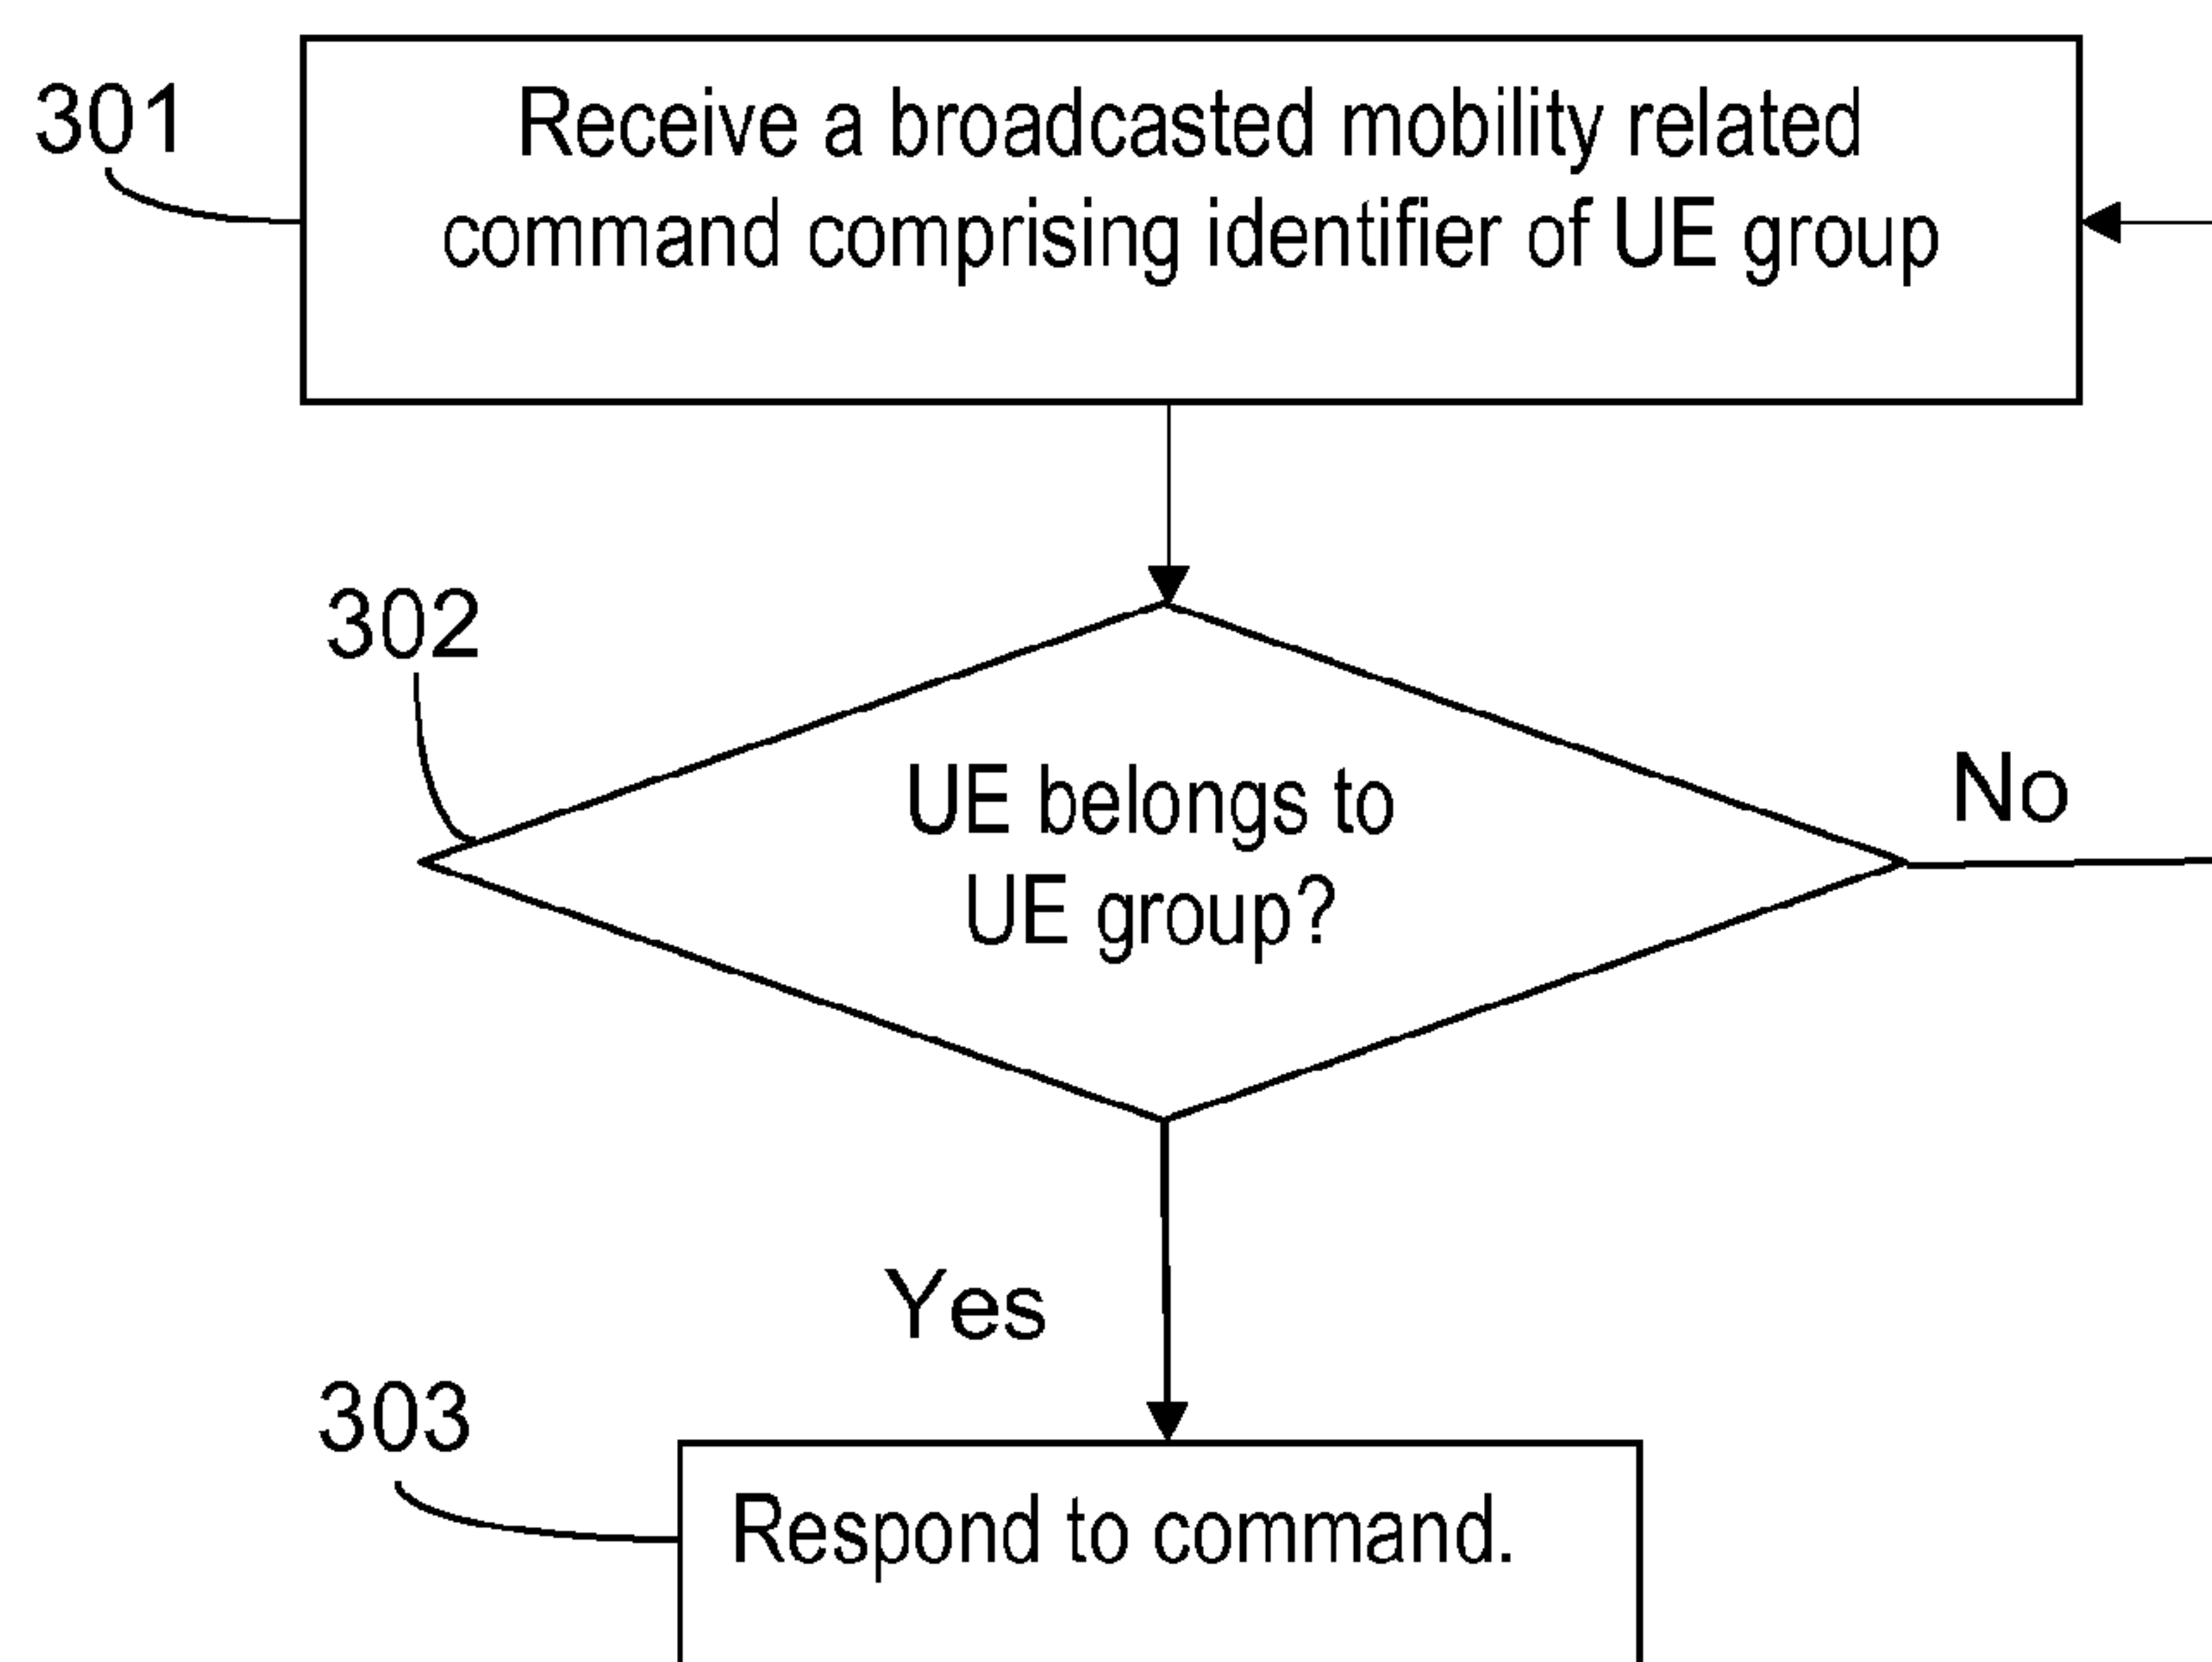 301
Receive a broadcasted mobility related
command comprising identifier of UE group
302
UE belongs to
UE group?
No
Yes
303
Respond to command.